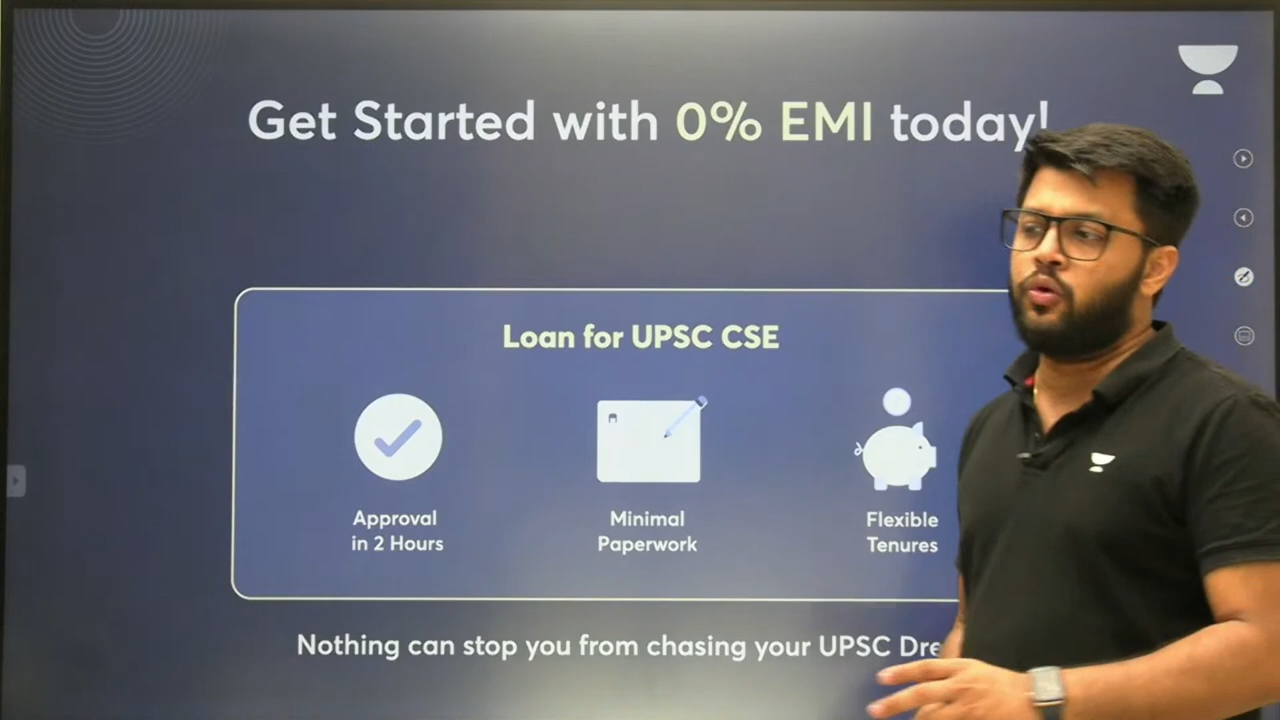 Get Started with 0% EMI today!
Loan for UPSC CSE
Approval
in 2 Hours
Minimal
Paperwork
Flexible
Tenures
Nothing can stop you from chasing your UPSC